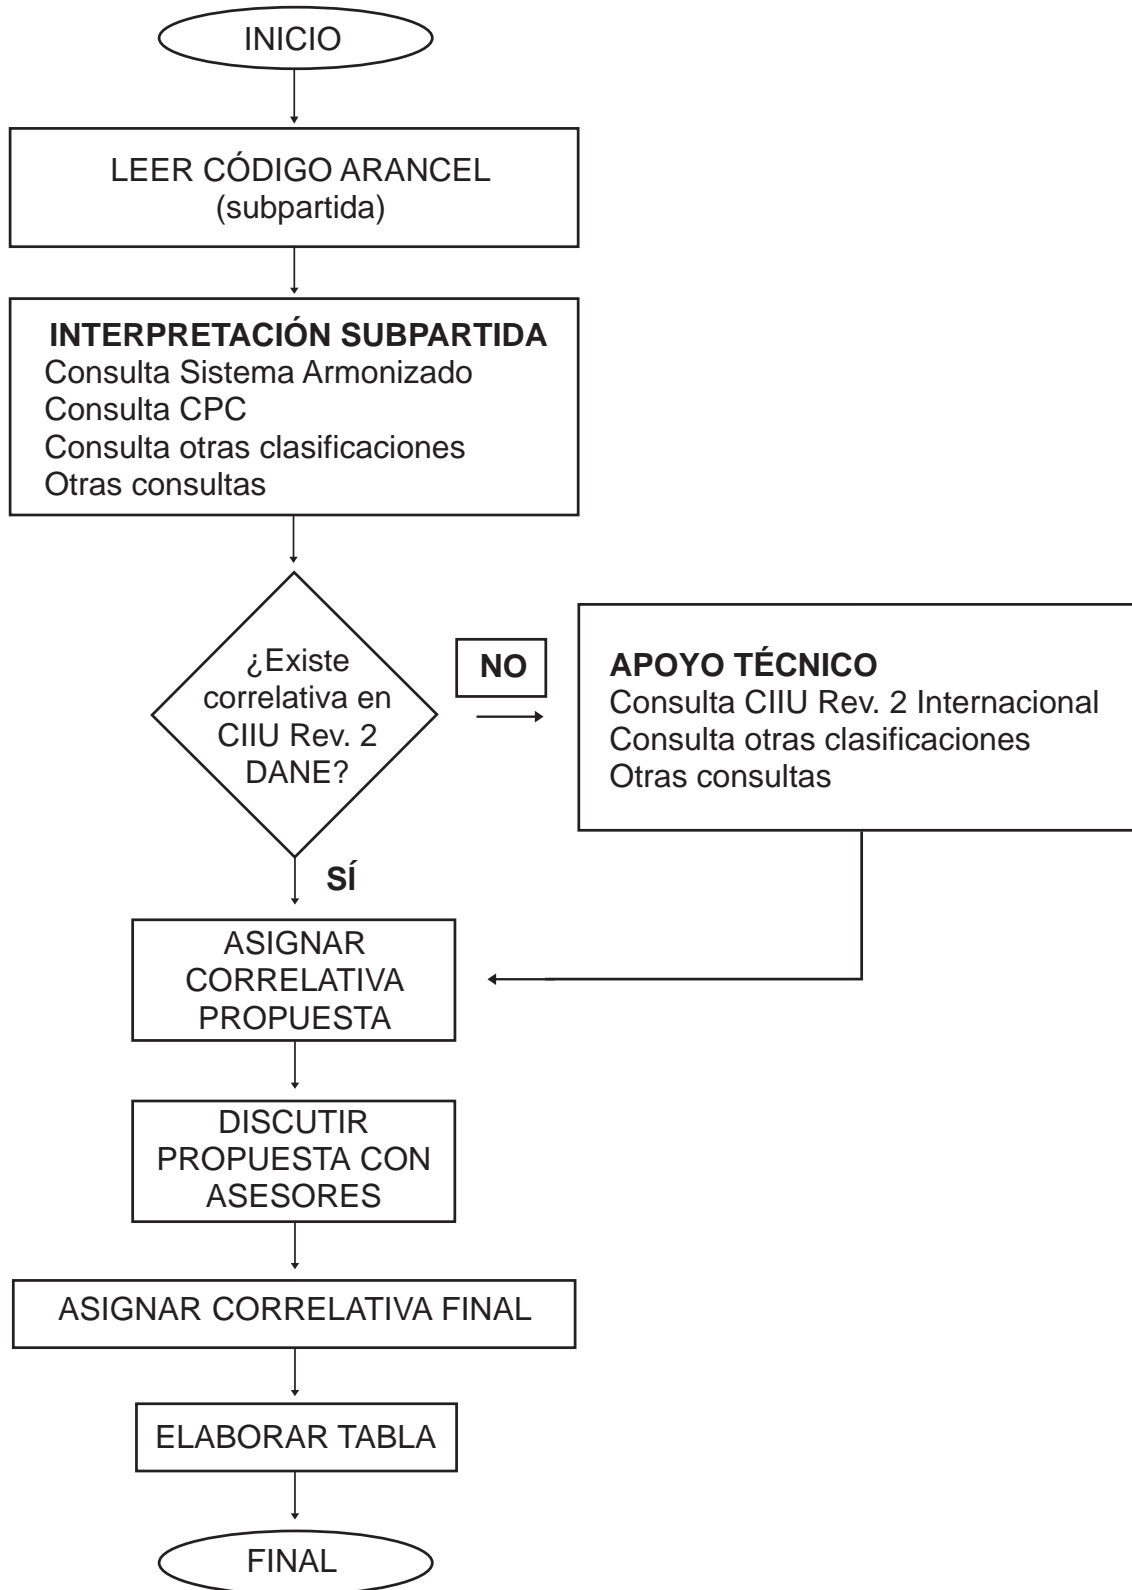 INICIO
LEER CÓDIGO ARANCEL
(subpartida)
INTERPRETACIÓN SUBPARTIDA
Consulta Sistema Armonizado
Consulta CPC
Consulta otras clasificaciones
Otras consultas
¿Existe
correlativa en
CIIU Rev. 2
DANE?
NO
APOYO TÉCNICO
Consulta CIIU Rev. 2 Internacional
Consulta otras clasificaciones
Otras consultas
SÍ
ASIGNAR
CORRELATIVA
PROPUESTA
DISCUTIR
PROPUESTA CON
ASESORES
ASIGNAR CORRELATIVA FINAL
ELABORAR TABLA
FINAL